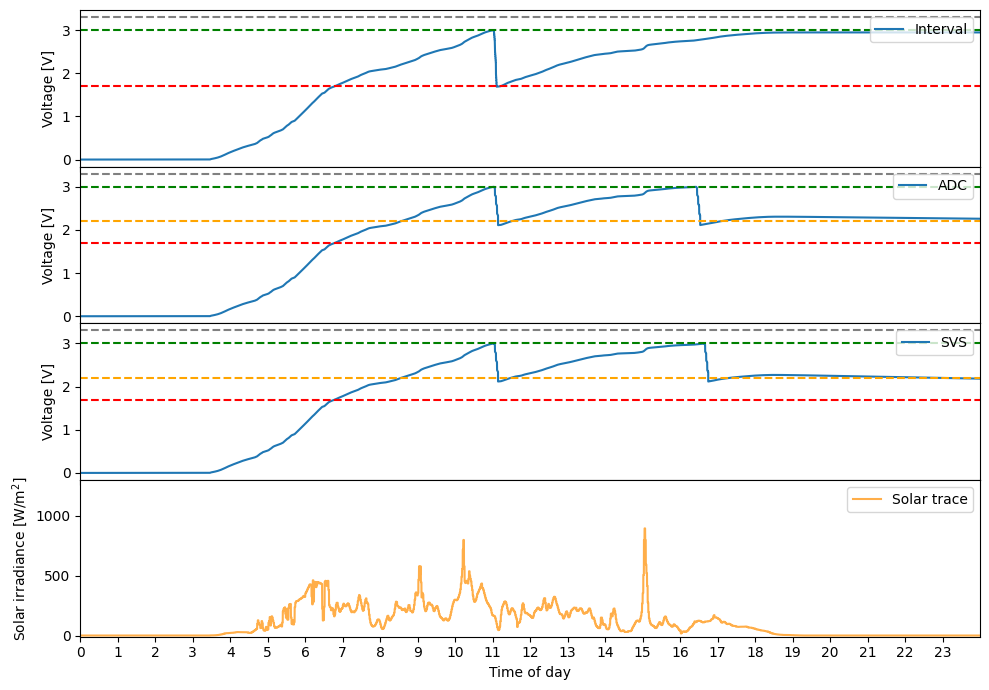 Interval
Voltage [V]
3
2
1
0
ADC
Voltage [V]
3
2
1
0
SVS
Voltage [V]
3
2
1
0
Solar trace
Solar irradiance [W/m²]
1000
500
0
0 1 2 3 4 5 6 7 8 9 10 11 12 13 14 15 16 17 18 19 20 21 22 23
Time of day